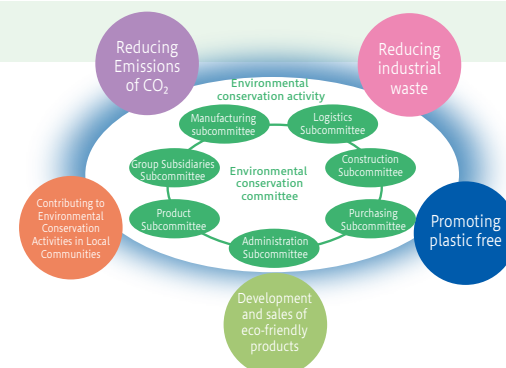 Reducing
Emissions
of CO₂
Reducing
industrial
waste
Environmental
conservation activity
Manufacturing
subcommittee
Logistics
Subcommittee
Group Subsidiaries
Subcommittee
Environmental
conservation
committee
Construction
Subcommittee
Product
Subcommittee
Purchasing
Subcommittee
Administration
Subcommittee
Contributing to
Environmental
Conservation
Activities in Local
Communities
Promoting
plastic free
Development
and sales of
eco-friendly
products